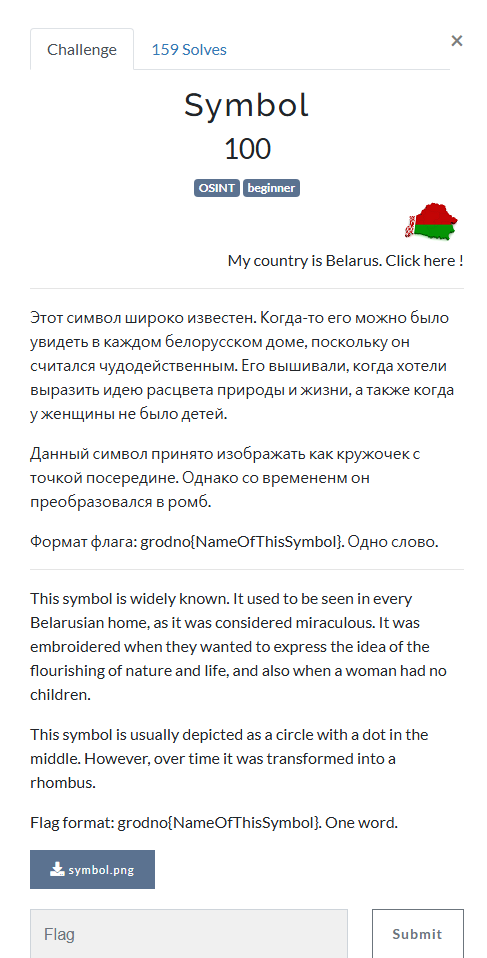 Challenge
159 Solves
×
Symbol
100
OSINT beginner
My country is Belarus. Click here !
Этот символ широко известен. Когда-то его можно было
увидеть в каждом белорусском доме, поскольку он
считался чудодейственным. Его вышивали, когда хотели
выразить идею расцвета природы и жизни, а также когда
у женщины не было детей.
Данный символ принято изображать как кружочек с
точкой посередине. Однако со времененм он
преобразовался в ромб.
Формат флага: grodno{NameOfThisSymbol}. Одно слово.
This symbol is widely known. It used to be seen in every
Belarusian home, as it was considered miraculous. It was
embroidered when they wanted to express the idea of the
flourishing of nature and life, and also when a woman had no
children.
This symbol is usually depicted as a circle with a dot in the
middle. However, over time it was transformed into a
rhombus.
Flag format: grodno{NameOfThisSymbol}. One word.
symbol.png
Flag
Submit